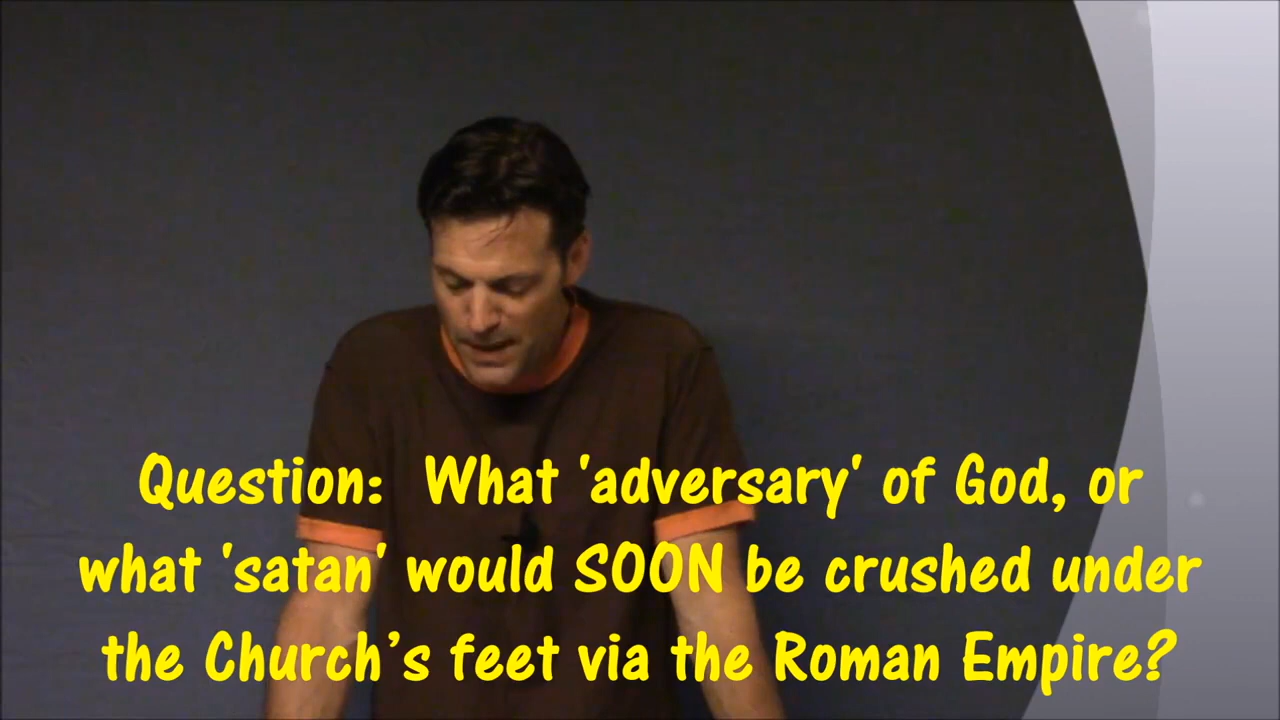 Question:  What 'adversary' of God, or
what 'satan' would SOON be crushed under
the Church's feet via the Roman Empire?